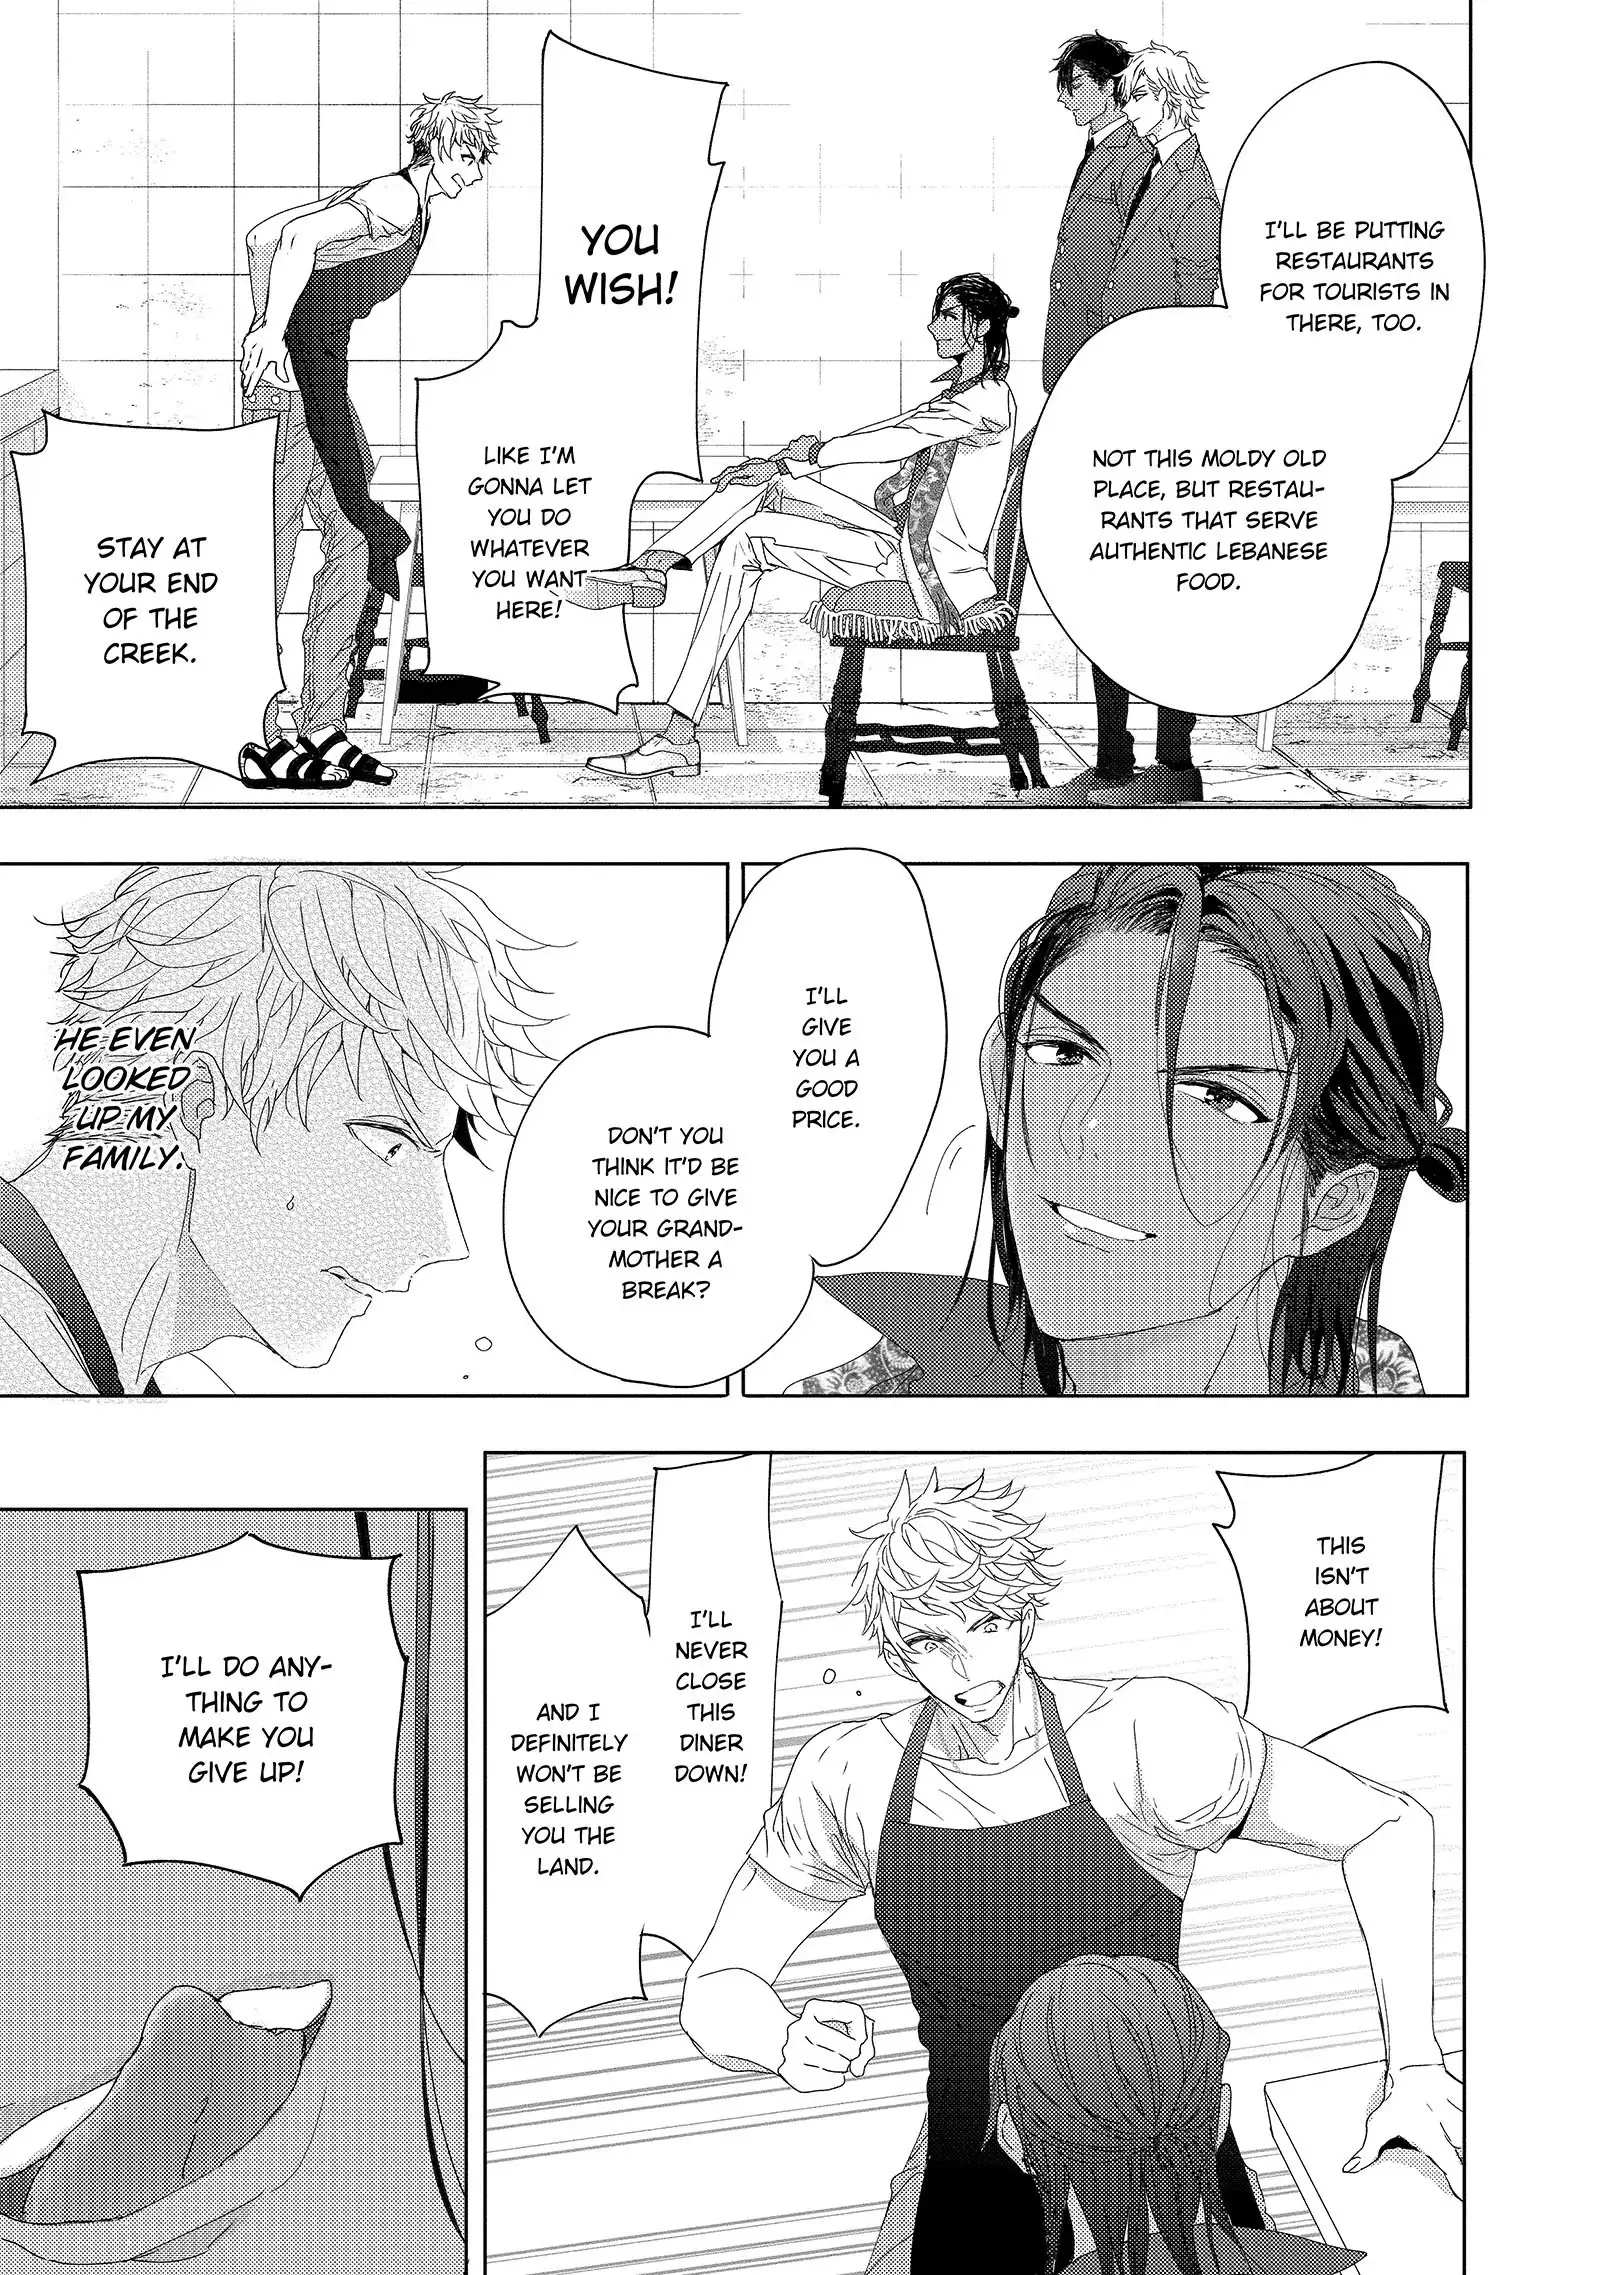 I'LL BE PUTTING
RESTAURANTS
FOR TOURISTS IN
THERE, TOO.
NOT THIS MOLDY OLD
PLACE, BUT RESTAU-
RANTS THAT SERVE
AUTHENTIC LEBANESE
FOOD.
YOU
WISH!
LIKE I'M
GONNA LET
YOU DO
WHATEVER
YOU WANT
HERE!
STAY AT
YOUR END
OF THE
CREEK.
I'LL
GIVE
YOU A
GOOD
PRICE.
DON'T YOU
THINK IT'D BE
NICE TO GIVE
YOUR GRAND-
MOTHER A
BREAK?
HE EVEN
LOOKED
UP MY
FAMILY.
THIS
ISN'T
ABOUT
MONEY!
I'LL
NEVER
CLOSE
THIS
DINER
DOWN!
AND I
DEFINITELY
WON'T BE
SELLING
YOU THE
LAND.
I'LL DO ANY-
THING TO
MAKE YOU
GIVE UP!